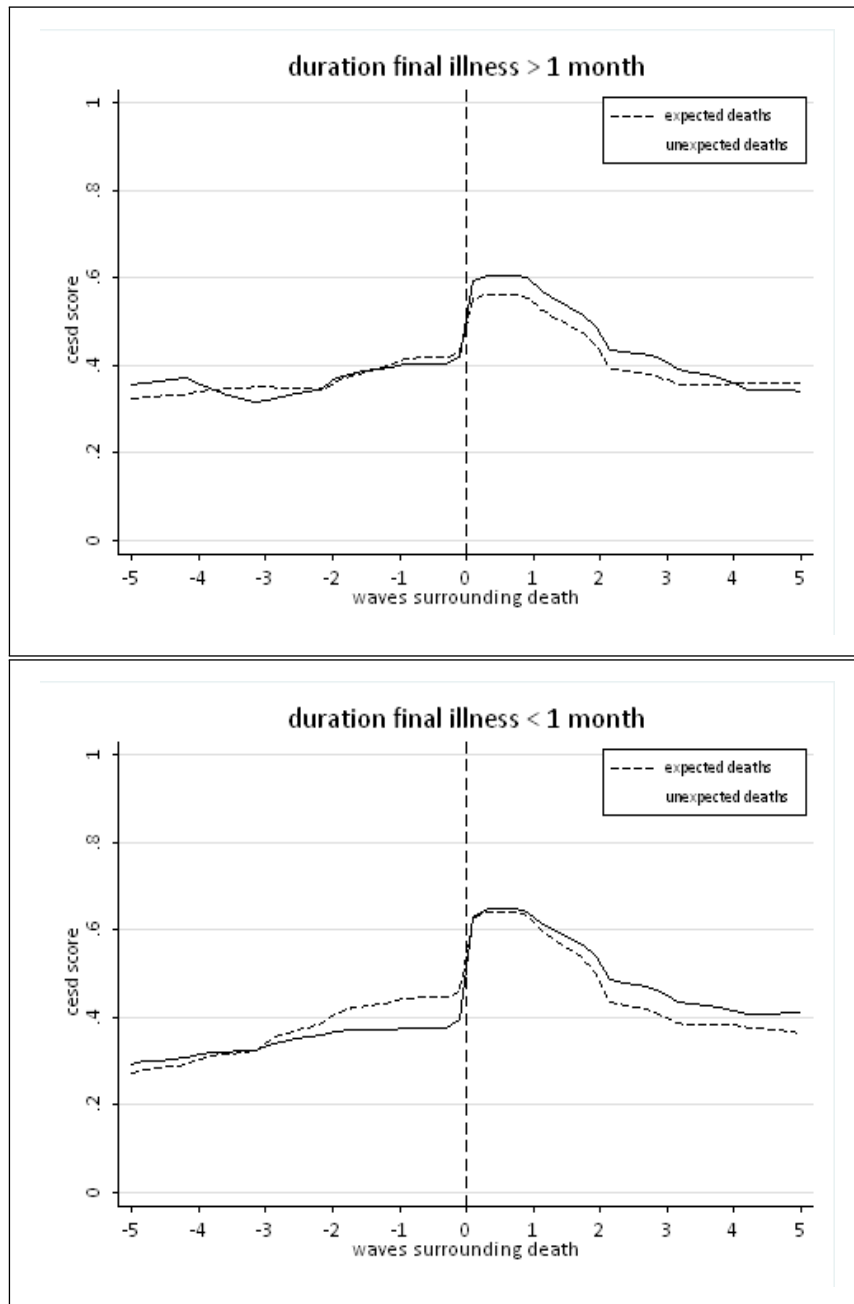 duration final illness > 1 month
expected deaths
unexpected deaths
1
.8
.6
.4
.2
0
cesd score
-5 -4 -3 -2 -1 0 1 2 3 4 5
waves surrounding death
duration final illness < 1 month
expected deaths
unexpected deaths
1
.8
.6
.4
.2
0
cesd score
-5 -4 -3 -2 -1 0 1 2 3 4 5
waves surrounding death